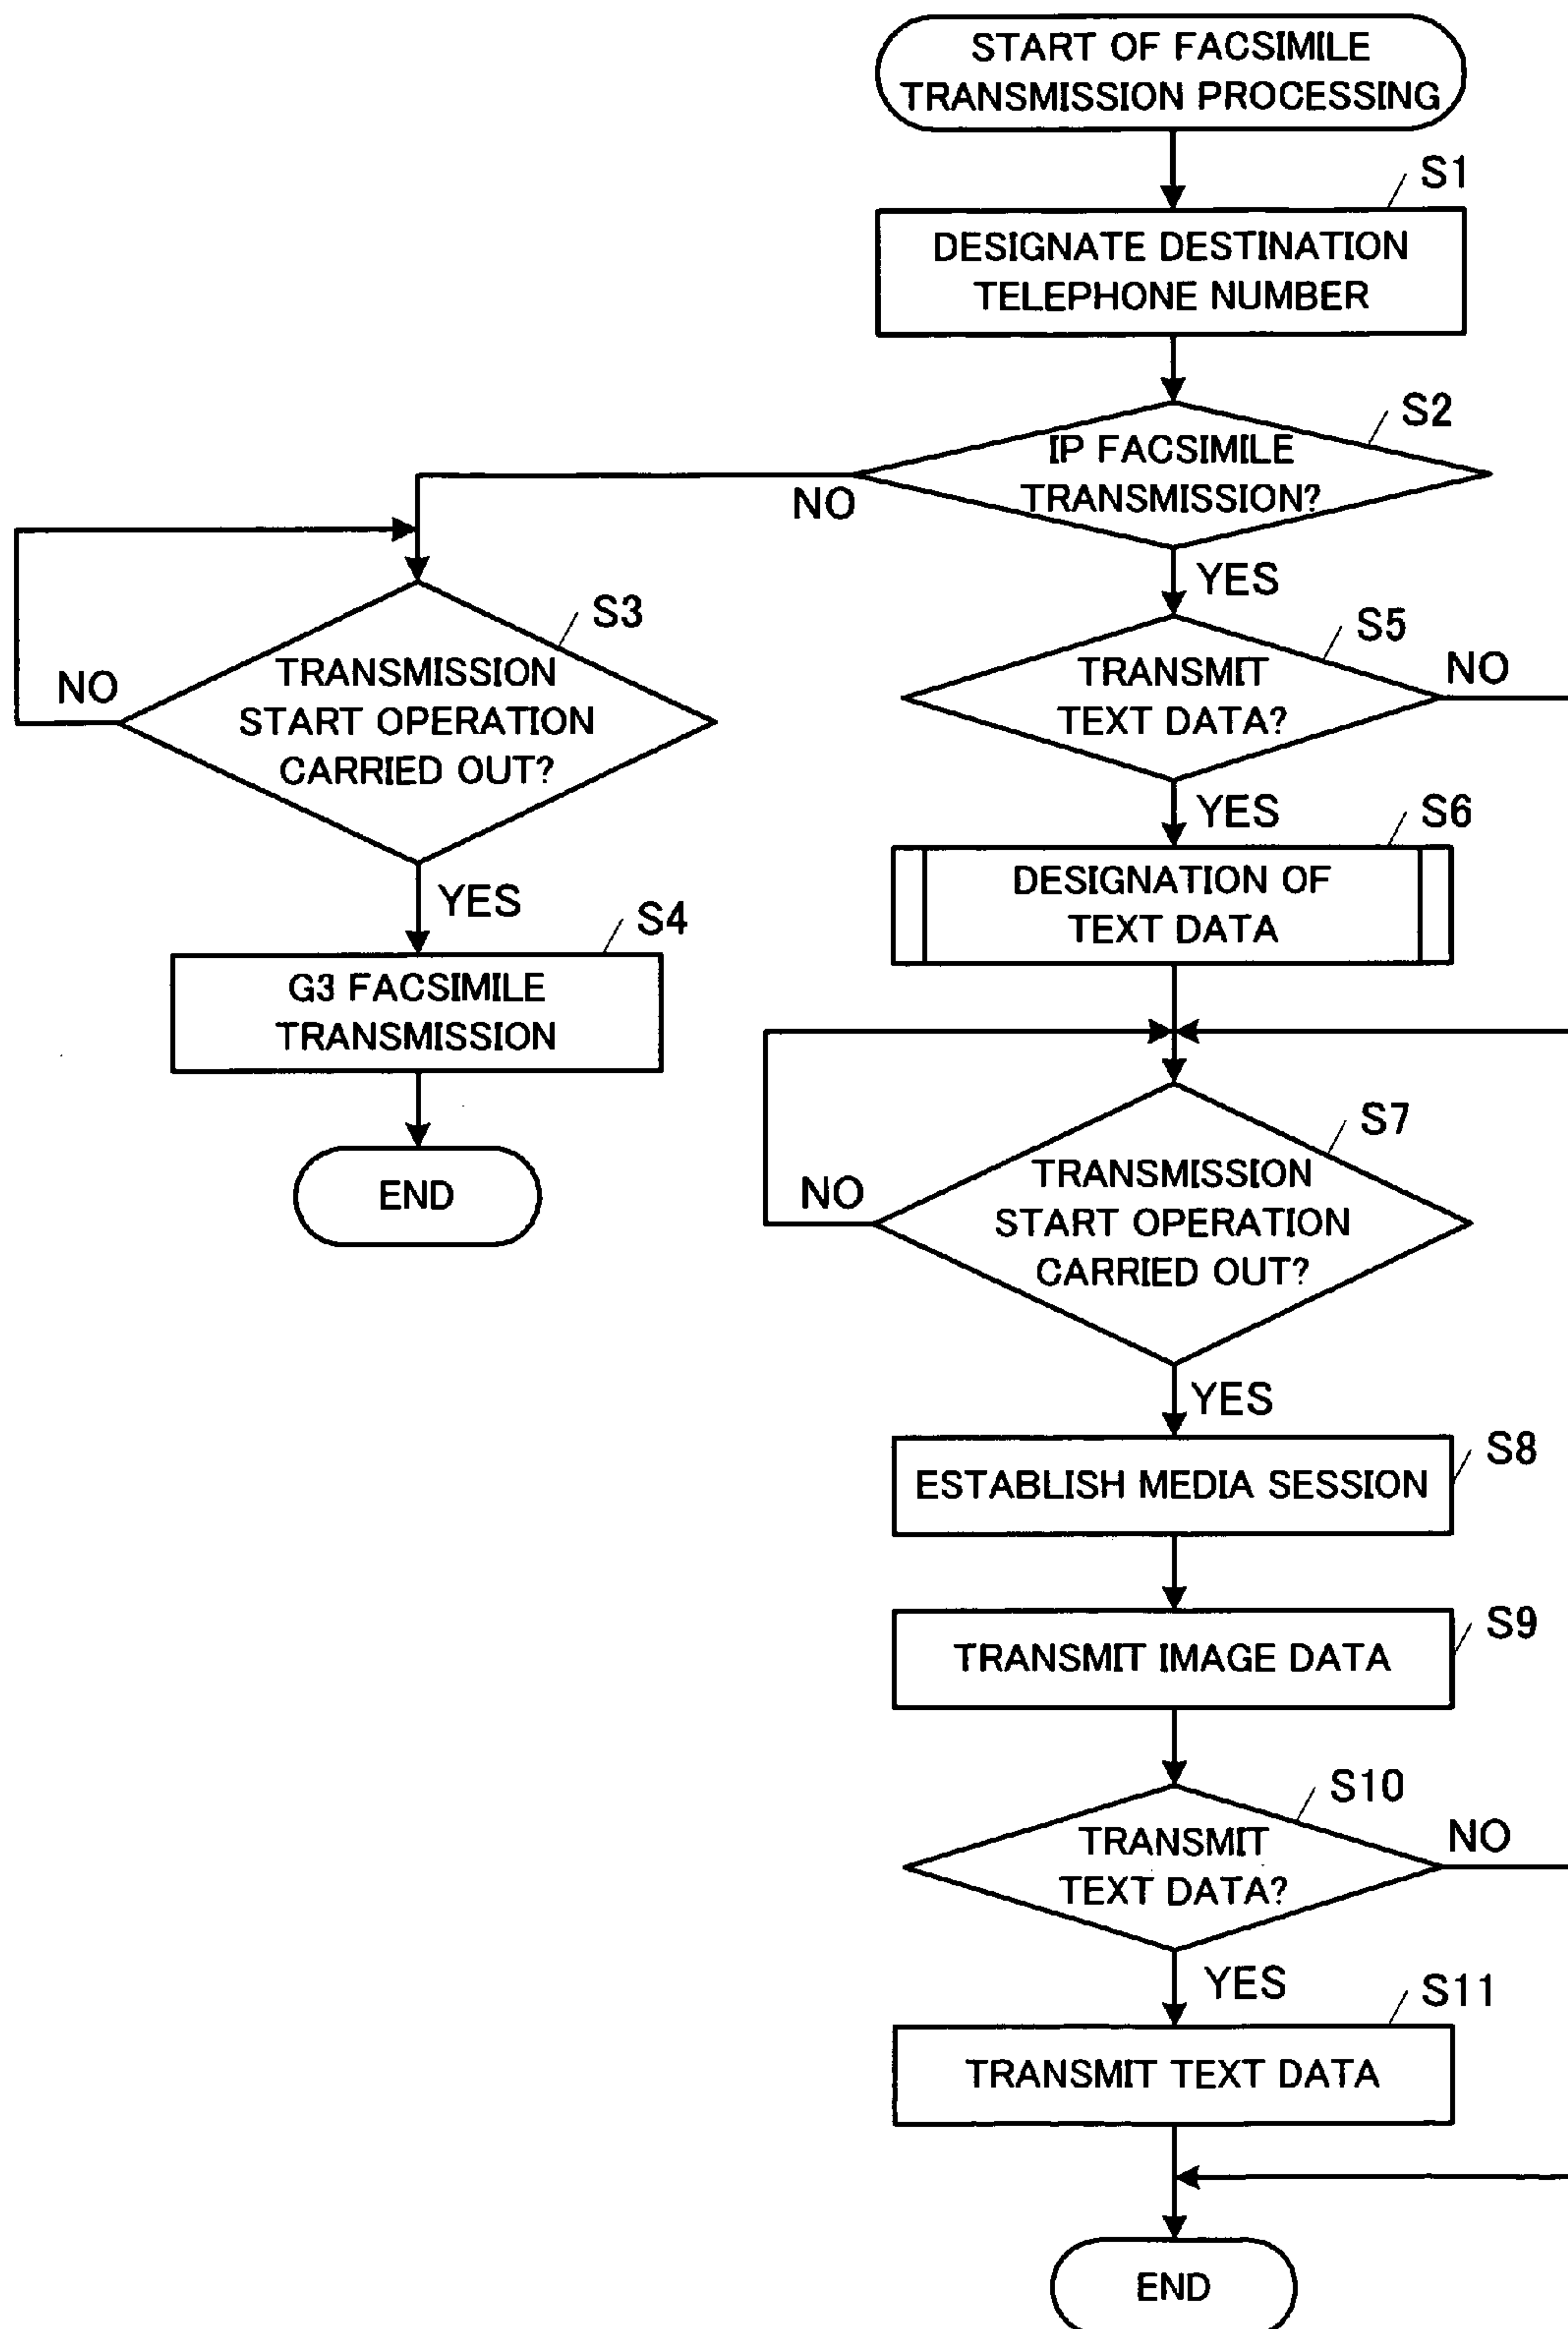 START OF FACSIMILE
TRANSMISSION PROCESSING
S1
DESIGNATE DESTINATION
TELEPHONE NUMBER
S2
IP FACSIMILE
TRANSMISSION?
NO
YES
S3
TRANSMISSION
START OPERATION
CARRIED OUT?
NO
YES
S4
G3 FACSIMILE
TRANSMISSION
END
S5
TRANSMIT
TEXT DATA?
NO
YES
S6
DESIGNATION OF
TEXT DATA
S7
TRANSMISSION
START OPERATION
CARRIED OUT?
NO
YES
S8
ESTABLISH MEDIA SESSION
S9
TRANSMIT IMAGE DATA
S10
TRANSMIT
TEXT DATA?
NO
YES
S11
TRANSMIT TEXT DATA
END